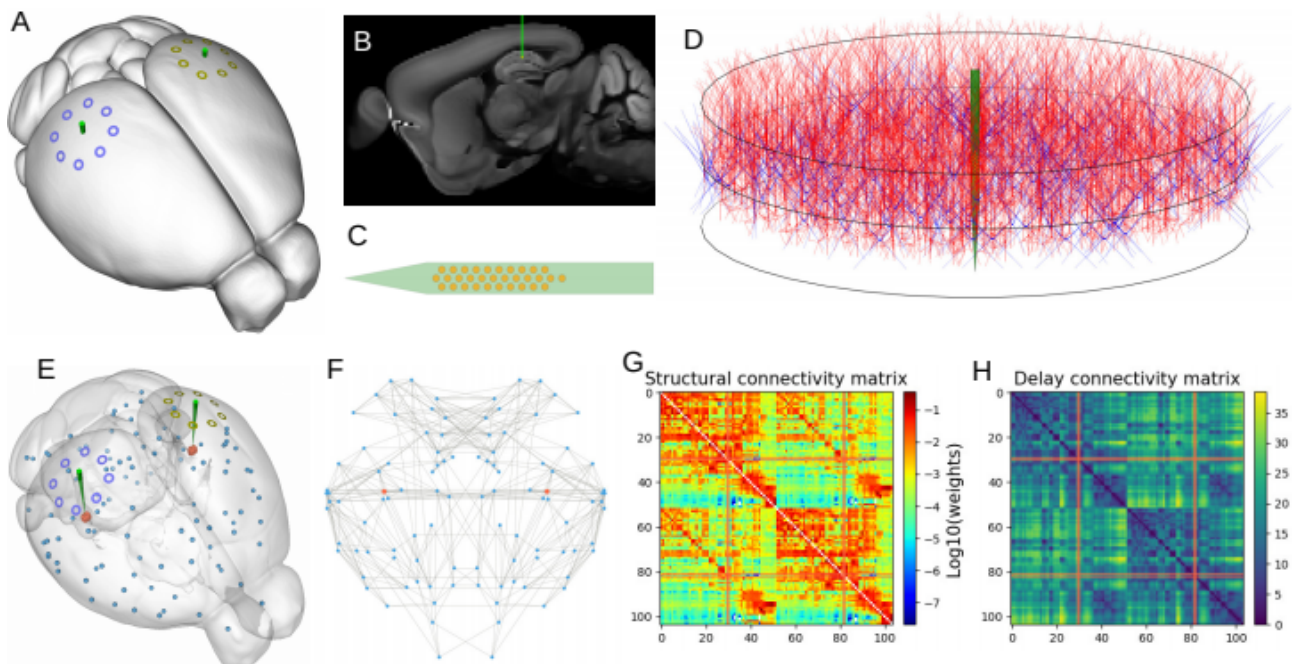 A
B
C
D
E
F
G
Structural connectivity matrix
0
20
40
60
80
100
0 20 40 60 80 100
−1
−2
−3
−4
−5
−6
−7
Log10(weights)
H
Delay connectivity matrix
0
20
40
60
80
100
0 20 40 60 80 100
35
30
25
20
15
10
5
0